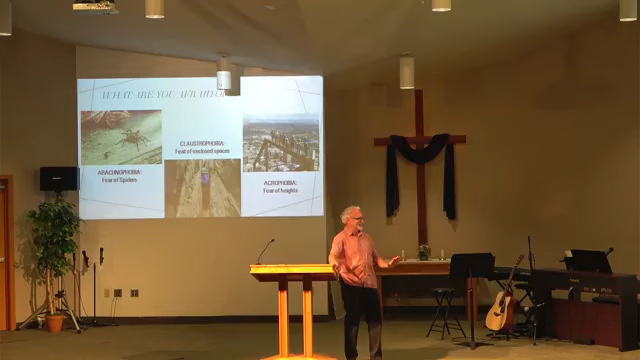 WHAT ARE YOU AFRAID OF
ARACHNOPHOBIA:
Fear of Spiders
CLAUSTROPHOBIA:
Fear of enclosed spaces
ACROPHOBIA:
Fear of heights